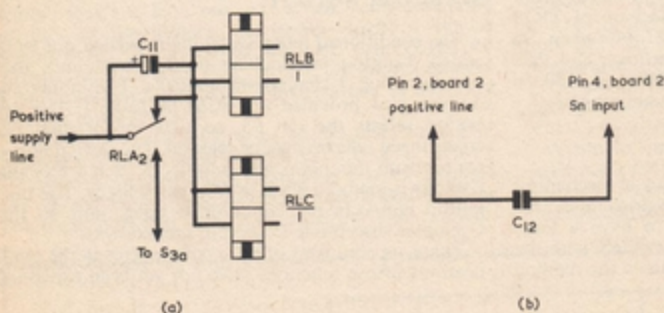 C11
+
RLB
1
Positive
supply
line
RLA2
RLC
1
To S3a
(a)
Pin 2, board 2
positive line
Pin 4, board 2
Sn input
C12
(b)